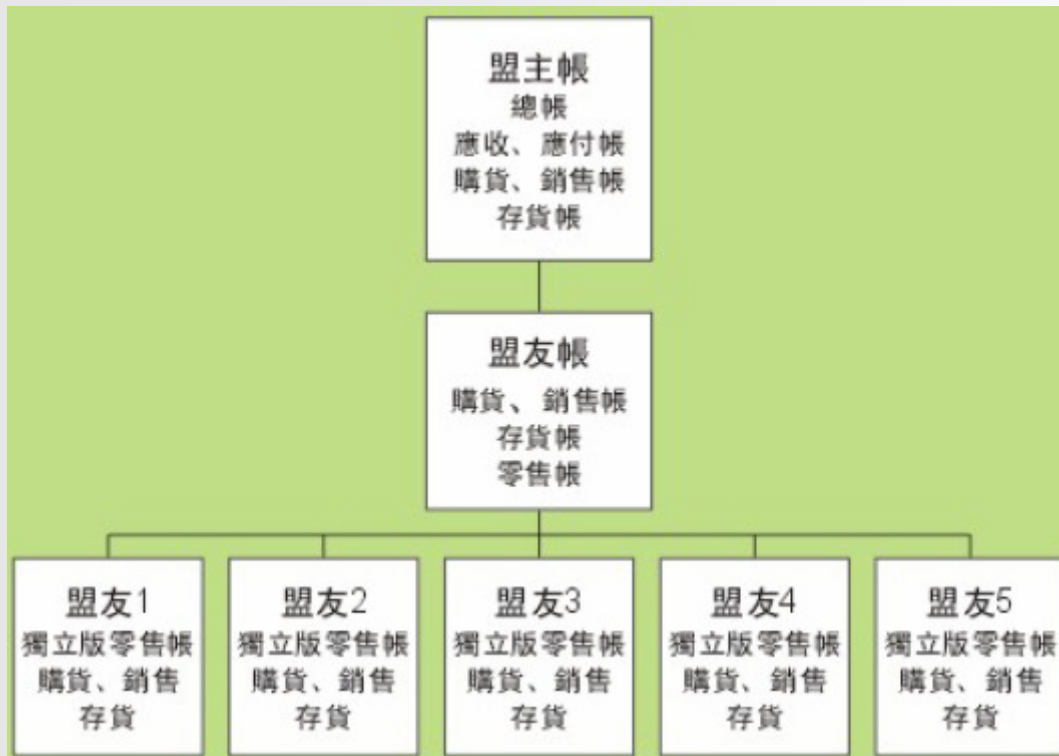 盟主帳
總帳
應收、應付帳
購貨、銷售帳
存貨帳
盟友帳
購貨、銷售帳
存貨帳
零售帳
盟友1
獨立版零售帳
購貨、銷售
存貨
盟友2
獨立版零售帳
購貨、銷售
存貨
盟友3
獨立版零售帳
購貨、銷售
存貨
盟友4
獨立版零售帳
購貨、銷售
存貨
盟友5
獨立版零售帳
購貨、銷售
存貨